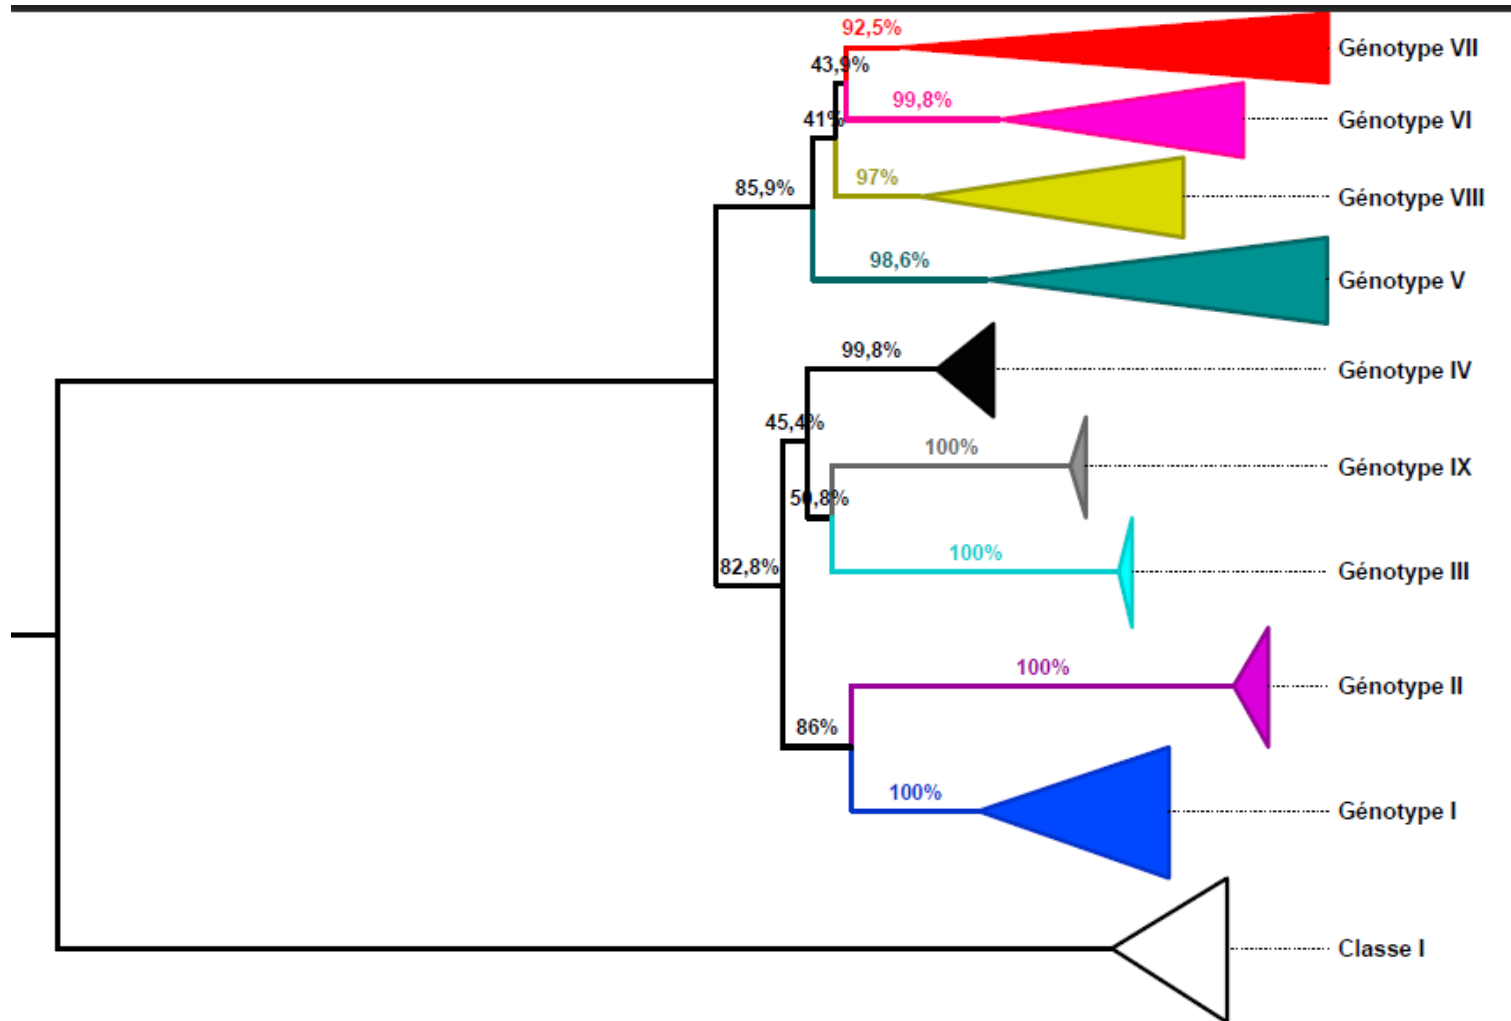 92,5%
Génotype VII
43,9%
99,8%
Génotype VI
41%
97%
Génotype VIII
85,9%
98,6%
Génotype V
99,8%
Génotype IV
45,4%
100%
Génotype IX
50,8%
100%
Génotype III
82,8%
100%
Génotype II
86%
100%
Génotype I
Classe I